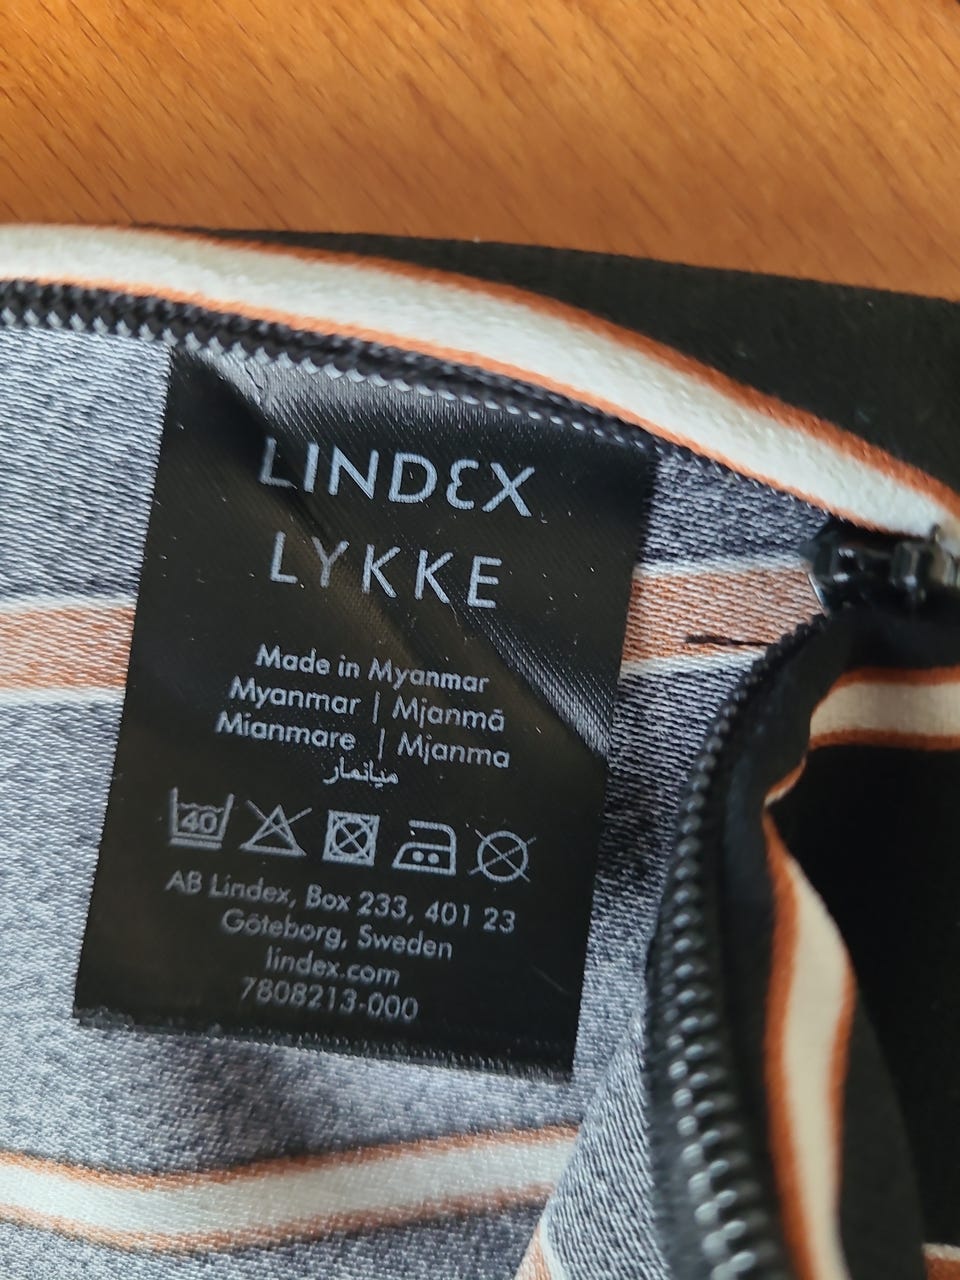 LINDEX
LYKKE
Made in Myanmar
Myanmar | Mjanmā
Mianmare | Mjanma
ميانمار
40
AB Lindex, Box 233, 401 23
Göteborg, Sweden
lindex.com
7808213-000